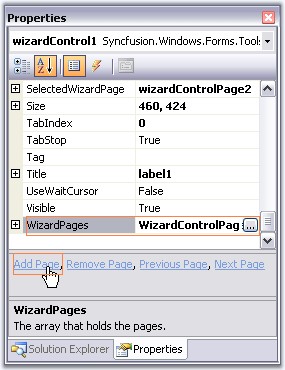 Properties
wizardControl1 Syncfusion.Windows.Forms.Tools
SelectedWizardPage wizardControlPage2
Size 460, 424
TabIndex 0
TabStop True
Tag
Title label1
UseWaitCursor False
Visible True
WizardPages WizardControlPag
Add Page, Remove Page, Previous Page, Next Page
WizardPages
The array that holds the pages.
Solution Explorer Properties